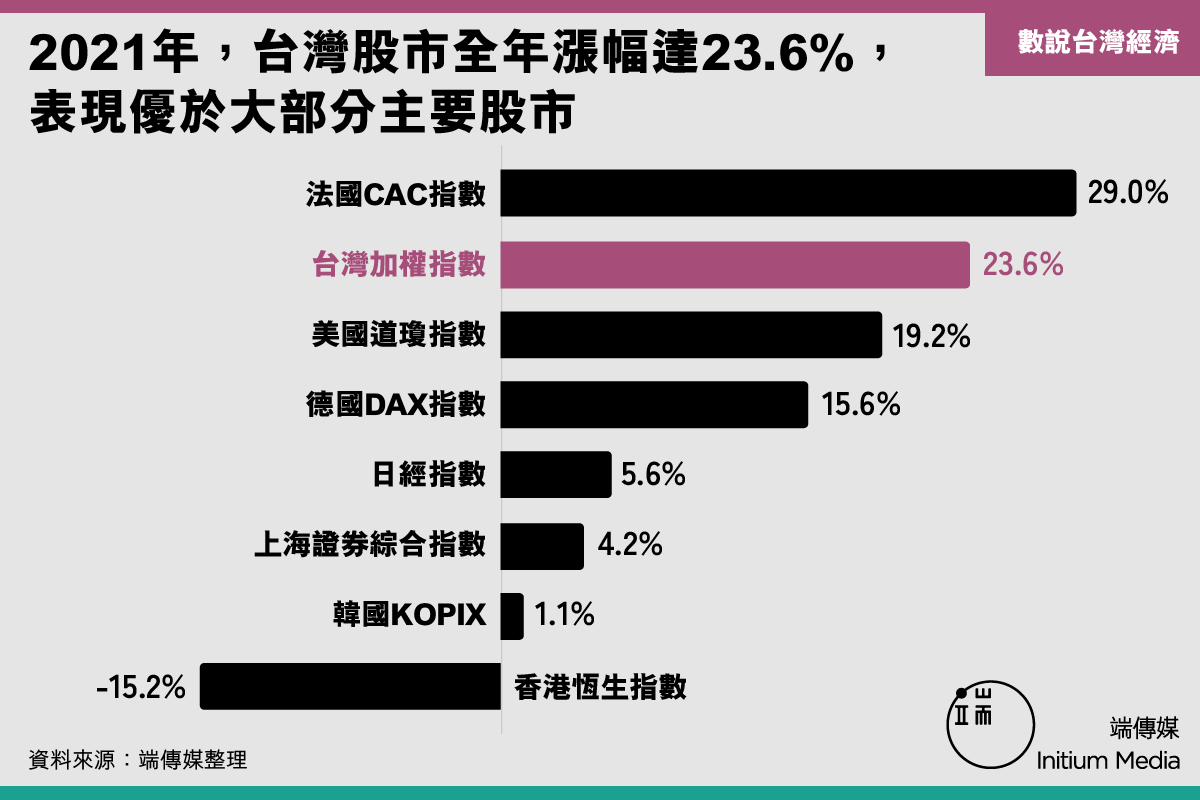 數說台灣經濟
2021年，台灣股市全年漲幅達23.6%，
表現優於大部分主要股市
法國CAC指數 29.0%
台灣加權指數 23.6%
美國道瓊指數 19.2%
德國DAX指數 15.6%
日經指數 5.6%
上海證券綜合指數 4.2%
韓國KOPIX 1.1%
-15.2% 香港恆生指數
端
端傳媒
Initium Media
資料來源：端傳媒整理